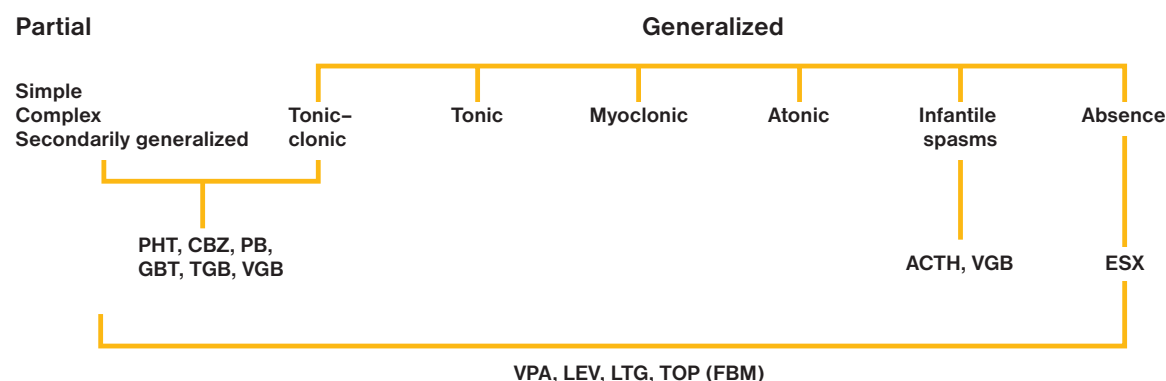 Partial
Generalized
Simple
Complex
Secondarily generalized
Tonic–
clonic
Tonic
Myoclonic
Atonic
Infantile
spasms
Absence
PHT, CBZ, PB,
GBT, TGB, VGB
ACTH, VGB
ESX
VPA, LEV, LTG, TOP (FBM)